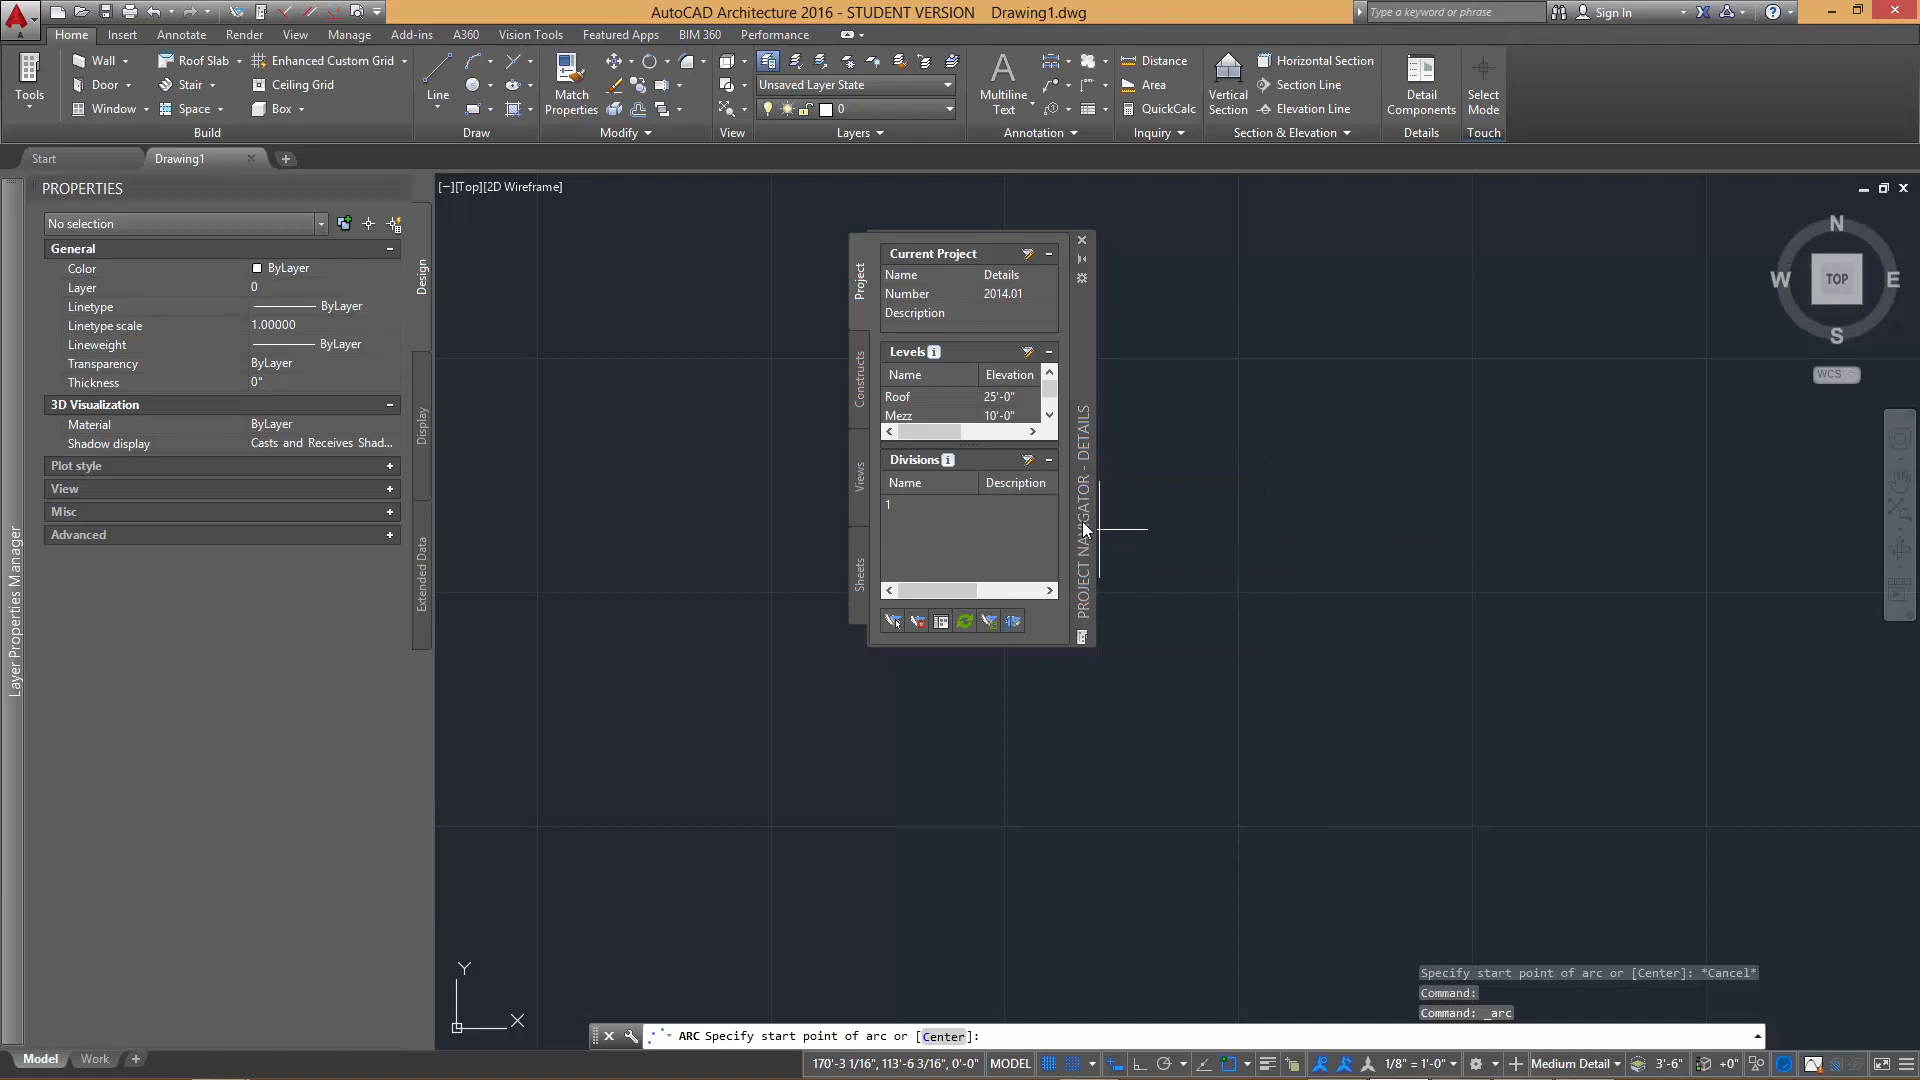 A
AutoCAD Architecture 2016 - STUDENT VERSION Drawing1.dwg
Type a keyword or phrase
Sign In
Home Insert Annotate Render View Manage Add-ins A360 Vision Tools Featured Apps BIM 360 Performance
Tools
Wall
Door
Window
Roof Slab
Stair
Space
Enhanced Custom Grid
Ceiling Grid
Box
Build
Line
Draw
Match
Properties
Modify
View
Unsaved Layer State
0
Layers
Multiline
Text
Annotation
Distance
Area
QuickCalc
Inquiry
Vertical
Section
Horizontal Section
Section Line
Elevation Line
Section & Elevation
Detail
Components
Details
Select
Mode
Touch
Start
Drawing1
PROPERTIES
No selection
General
Color ByLayer
Layer 0
Linetype ByLayer
Linetype scale 1.00000
Lineweight ByLayer
Transparency ByLayer
Thickness 0"
3D Visualization
Material ByLayer
Shadow display Casts and Receives Shad...
Plot style
View
Misc
Advanced
Design
Display
Extended Data
Layer Properties Manager
[−][Top][2D Wireframe]
Project
Constructs
Views
Sheets
Current Project
Name Details
Number 2014.01
Description
Levels
Name Elevation
Roof 25'-0"
Mezz 10'-0"
Divisions
Name Description
1
PROJECT NAVIGATOR - DETAILS
N
W TOP E
S
WCS
Y
X
Specify start point of arc or [Center]: *Cancel*
Command:
Command: _arc
ARC Specify start point of arc or [Center]:
Model Work
170'-3 1/16", 113'-6 3/16", 0'-0" MODEL 1/8" = 1'-0" Medium Detail 3'-6" +0"